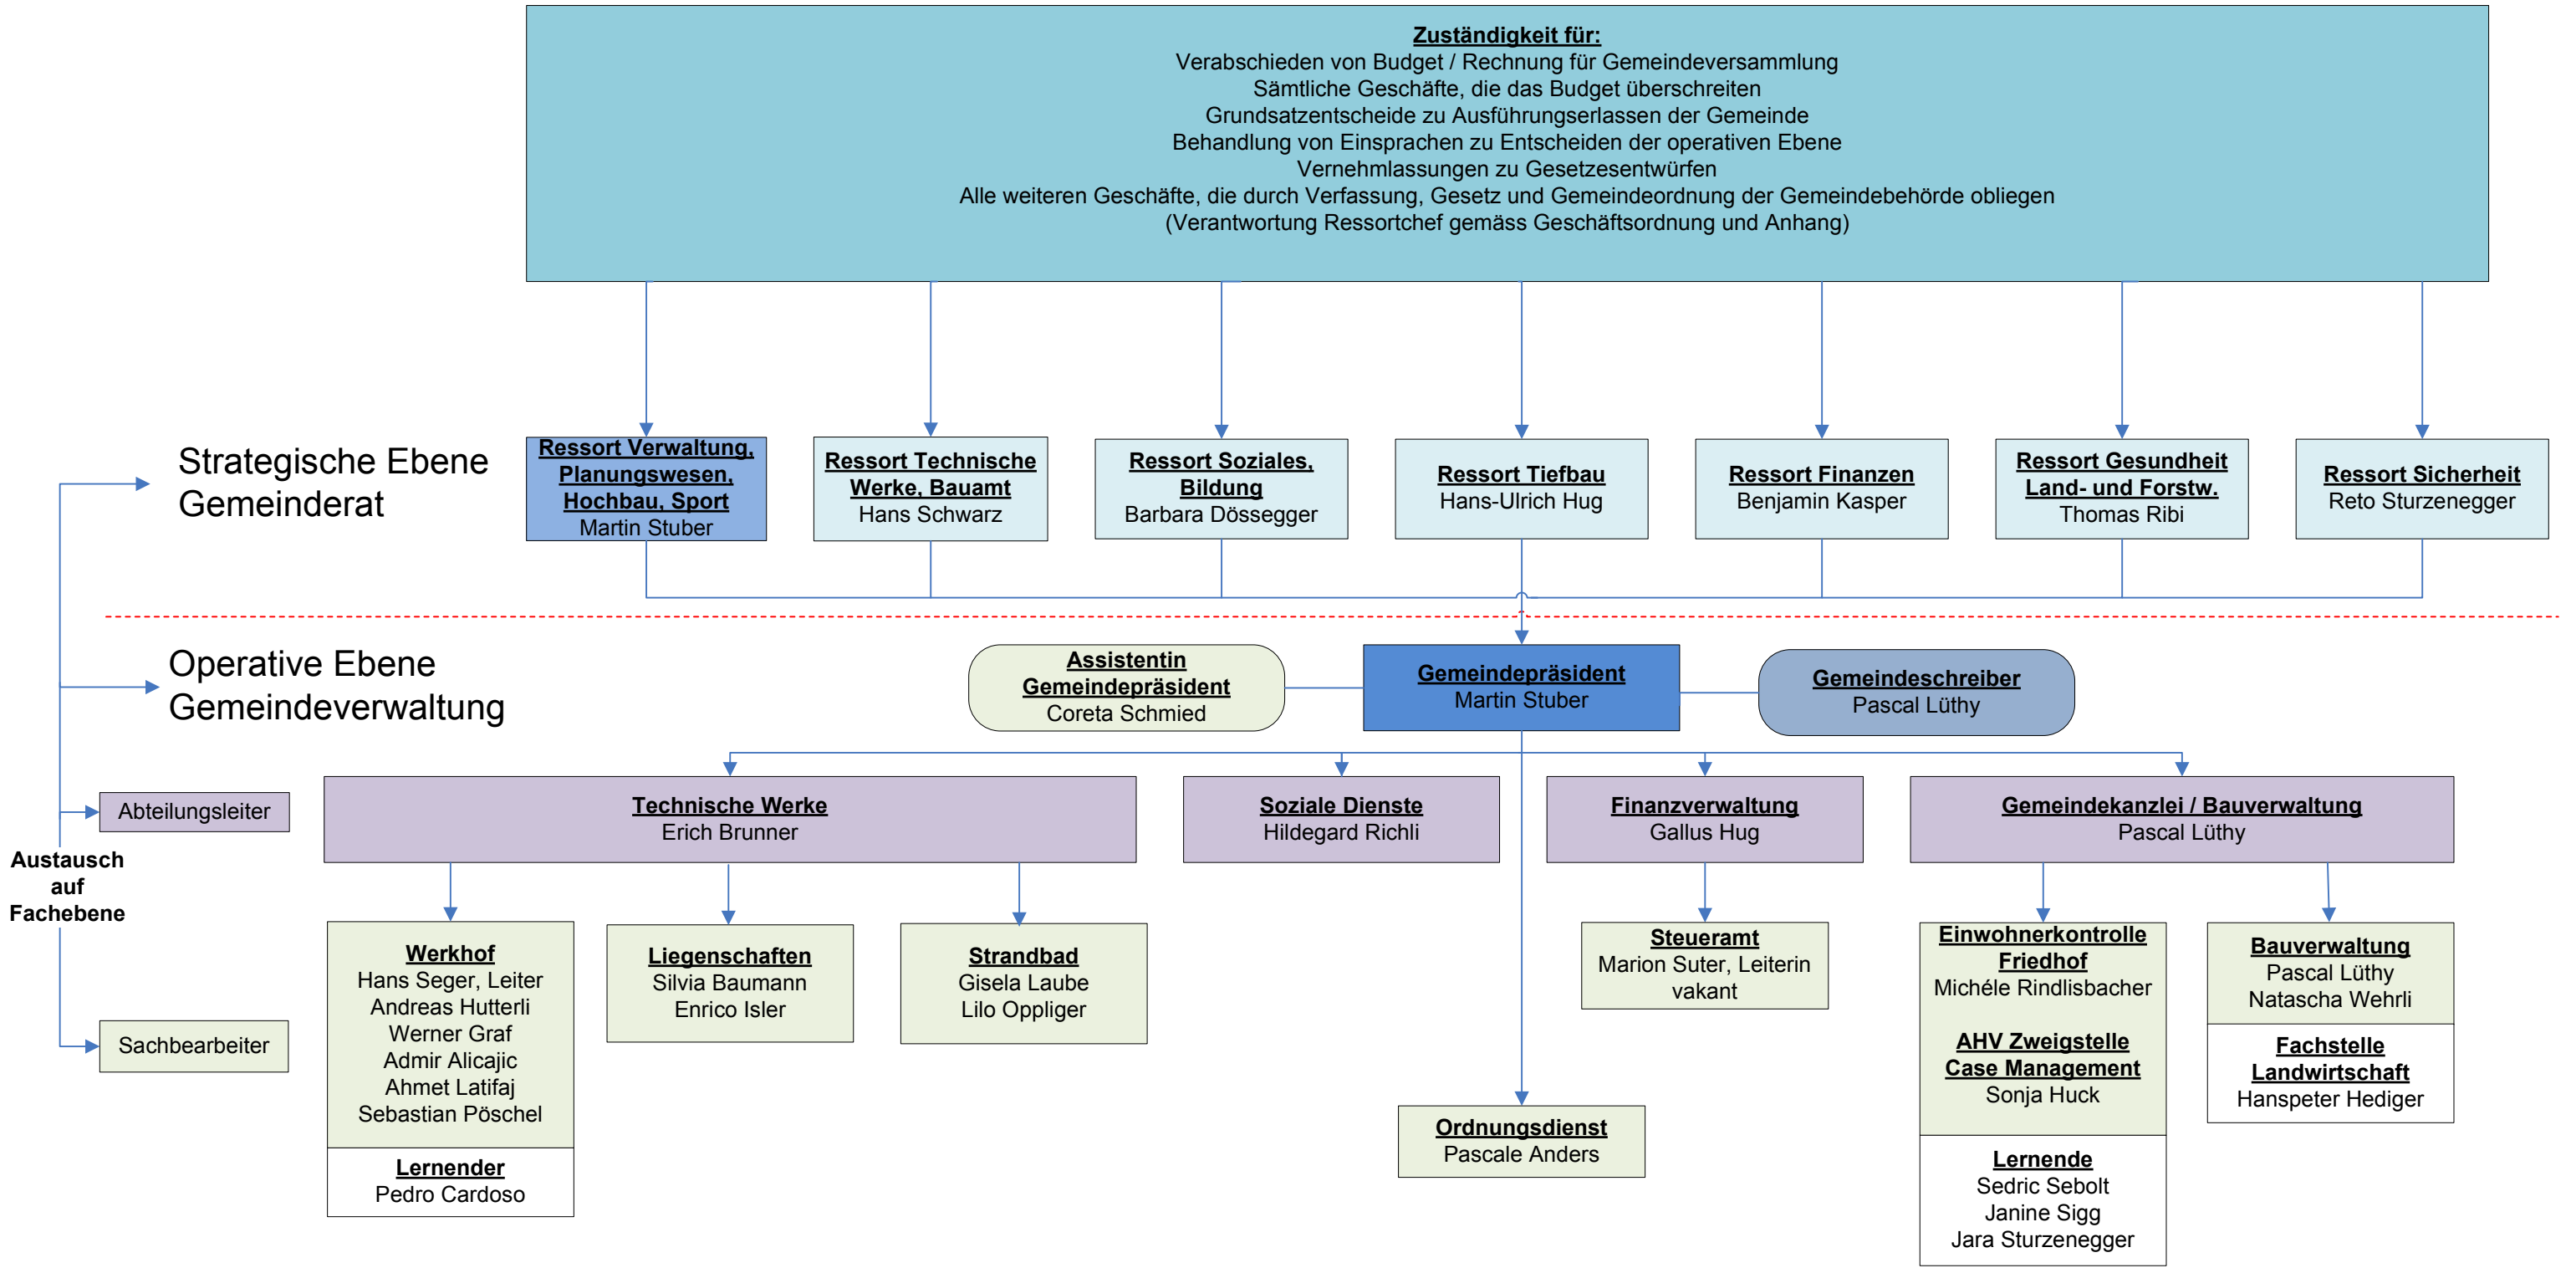 Zuständigkeit für:
Verabschieden von Budget / Rechnung für Gemeindeversammlung
Sämtliche Geschäfte, die das Budget überschreiten
Grundsatzentscheide zu Ausführungserlassen der Gemeinde
Behandlung von Einsprachen zu Entscheiden der operativen Ebene
Vernehmlassungen zu Gesetzesentwürfen
Alle weiteren Geschäfte, die durch Verfassung, Gesetz und Gemeindeordnung der Gemeindebehörde obliegen
(Verantwortung Ressortchef gemäss Geschäftsordnung und Anhang)
Strategische Ebene
Gemeinderat
Ressort Verwaltung,
Planungswesen,
Hochbau, Sport
Martin Stuber
Ressort Technische
Werke, Bauamt
Hans Schwarz
Ressort Soziales,
Bildung
Barbara Dössegger
Ressort Tiefbau
Hans-Ulrich Hug
Ressort Finanzen
Benjamin Kasper
Ressort Gesundheit
Land- und Forstw.
Thomas Ribi
Ressort Sicherheit
Reto Sturzenegger
Operative Ebene
Gemeindeverwaltung
Assistentin
Gemeindepräsident
Coreta Schmied
Gemeindepräsident
Martin Stuber
Gemeindeschreiber
Pascal Lüthy
Abteilungsleiter
Technische Werke
Erich Brunner
Soziale Dienste
Hildegard Richli
Finanzverwaltung
Gallus Hug
Gemeindekanzlei / Bauverwaltung
Pascal Lüthy
Austausch
auf
Fachebene
Sachbearbeiter
Werkhof
Hans Seger, Leiter
Andreas Hutterli
Werner Graf
Admir Alicajic
Ahmet Latifaj
Sebastian Pöschel
Lernender
Pedro Cardoso
Liegenschaften
Silvia Baumann
Enrico Isler
Strandbad
Gisela Laube
Lilo Oppliger
Ordnungsdienst
Pascale Anders
Steueramt
Marion Suter, Leiterin
vakant
Einwohnerkontrolle
Friedhof
Michéle Rindlisbacher
AHV Zweigstelle
Case Management
Sonja Huck
Lernende
Sedric Sebolt
Janine Sigg
Jara Sturzenegger
Bauverwaltung
Pascal Lüthy
Natascha Wehrli
Fachstelle
Landwirtschaft
Hanspeter Hediger